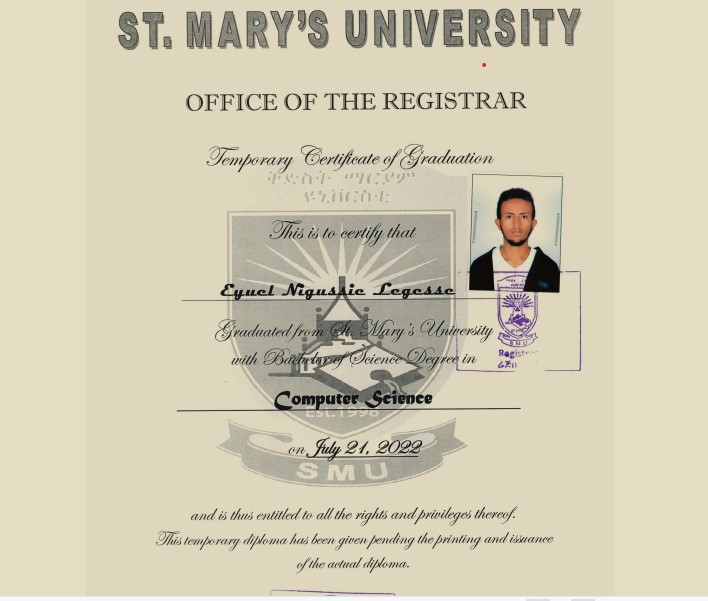 ST. MARY'S UNIVERSITY
OFFICE OF THE REGISTRAR
Temporary Certificate of Graduation
ቅድስት ማርያም
ዩኒቨርስቲ
This is to certify that
Eyuel Nigussie Legesse
Graduated from St. Mary's University
with Bachelor of Science Degree in
Computer Science
Est. 1998
on July 21, 2022
SMU
SMU
Registrar
and is thus entitled to all the rights and privileges thereof.
This temporary diploma has been given pending the printing and issuance
of the actual diploma.